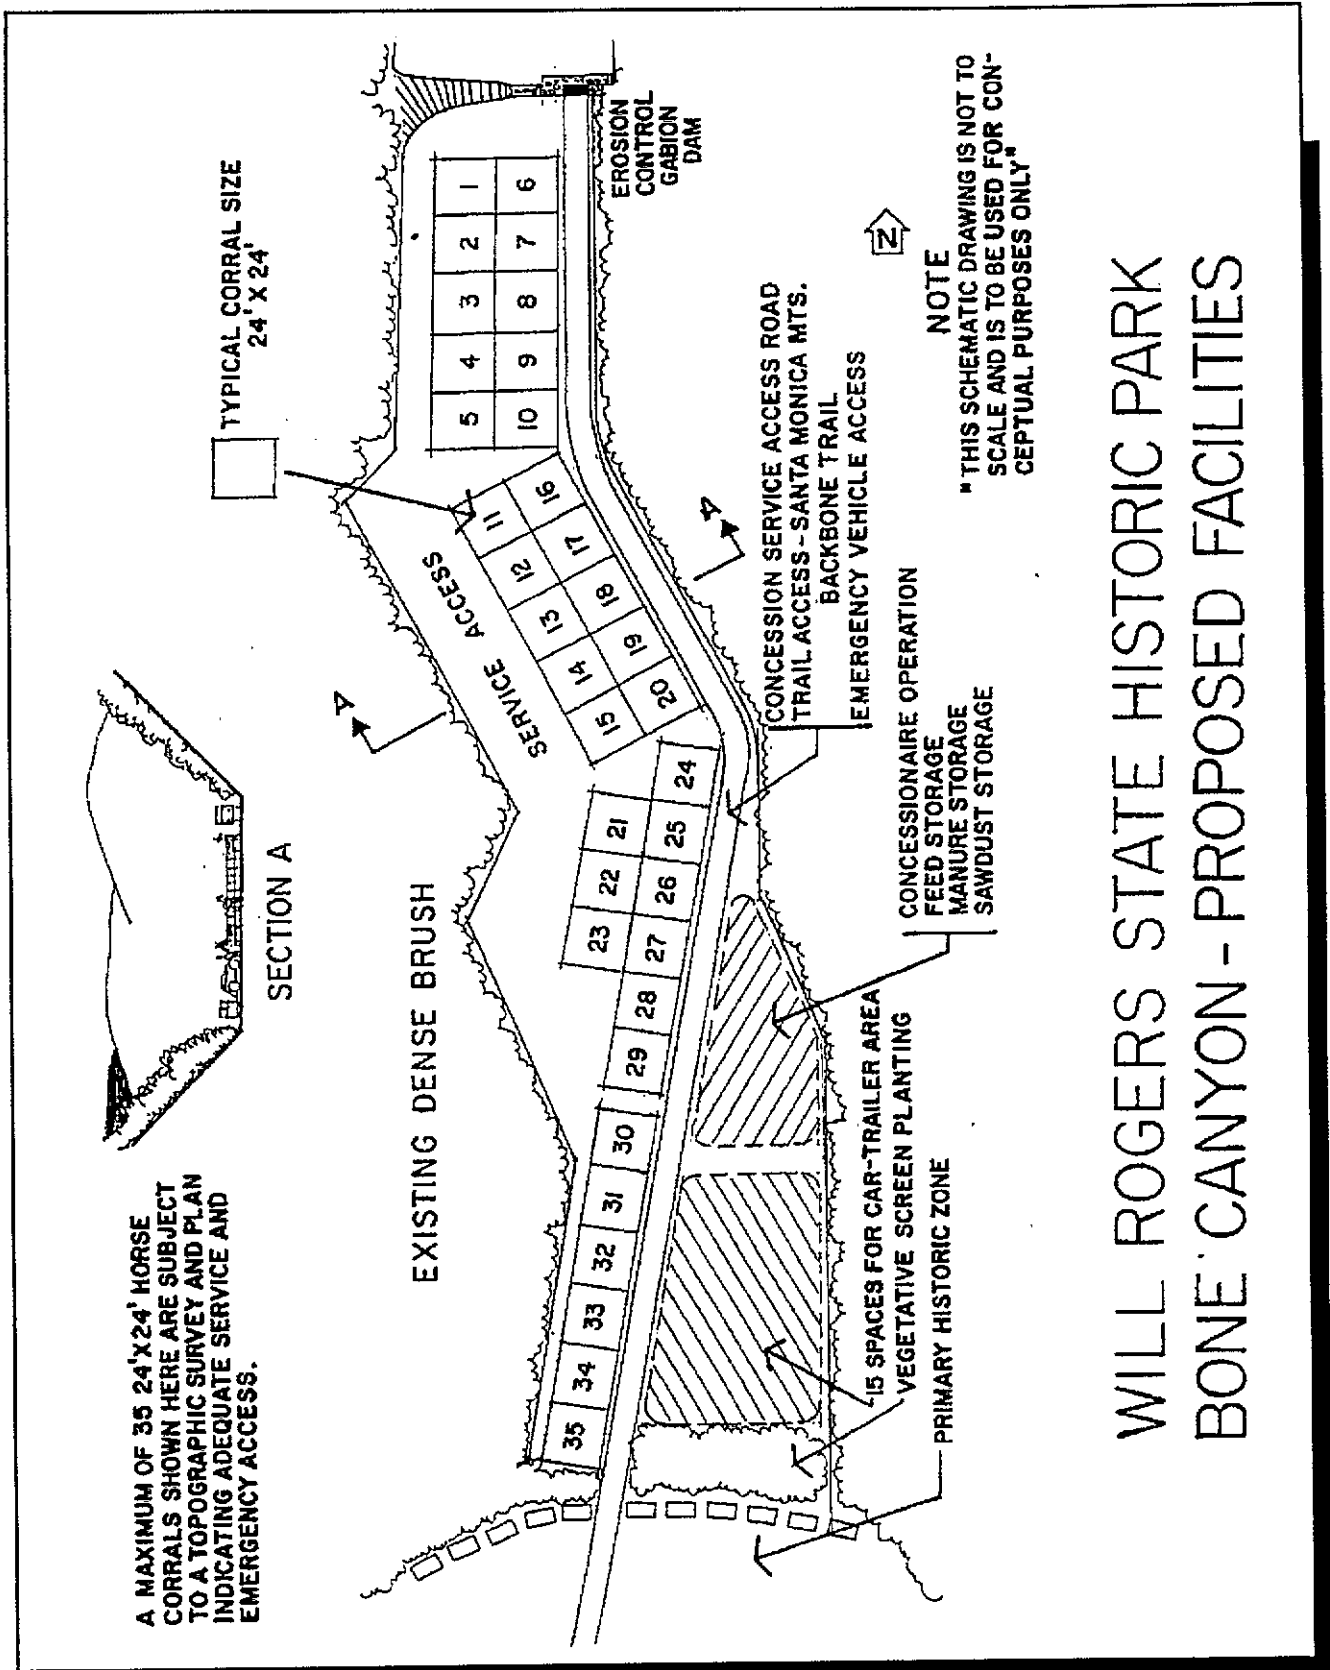 A MAXIMUM OF 35 24'X24' HORSE
CORRALS SHOWN HERE ARE SUBJECT
TO A TOPOGRAPHIC SURVEY AND PLAN
INDICATING ADEQUATE SERVICE AND
EMERGENCY ACCESS.
SECTION A
TYPICAL CORRAL SIZE
24' X 24'
EXISTING DENSE BRUSH
A
SERVICE ACCESS
A
1
2
3
4
5
6
7
8
9
10
11
12
13
14
15
16
17
18
19
20
21
22
23
24
25
26
27
28
29
30
31
32
33
34
35
EROSION
CONTROL
GABION
DAM
CONCESSION SERVICE ACCESS ROAD
TRAIL ACCESS - SANTA MONICA MTS.
BACKBONE TRAIL
EMERGENCY VEHICLE ACCESS
CONCESSIONAIRE OPERATION
FEED STORAGE
MANURE STORAGE
SAWDUST STORAGE
15 SPACES FOR CAR-TRAILER AREA
VEGETATIVE SCREEN PLANTING
PRIMARY HISTORIC ZONE
N
NOTE
"THIS SCHEMATIC DRAWING IS NOT TO
SCALE AND IS TO BE USED FOR CON-
CEPTUAL PURPOSES ONLY"
WILL ROGERS STATE HISTORIC PARK
BONE CANYON - PROPOSED FACILITIES